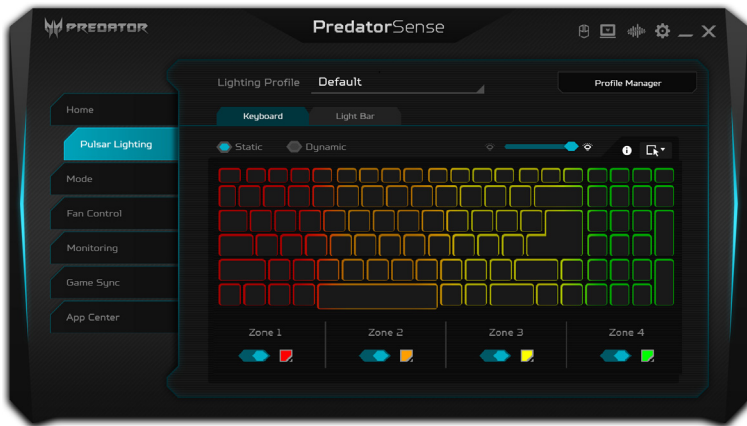 PREDATOR
PredatorSense
Lighting Profile Default
Profile Manager
Home
Pulsar Lighting
Mode
Fan Control
Monitoring
Game Sync
App Center
Keyboard Light Bar
Static Dynamic
Zone 1 Zone 2 Zone 3 Zone 4